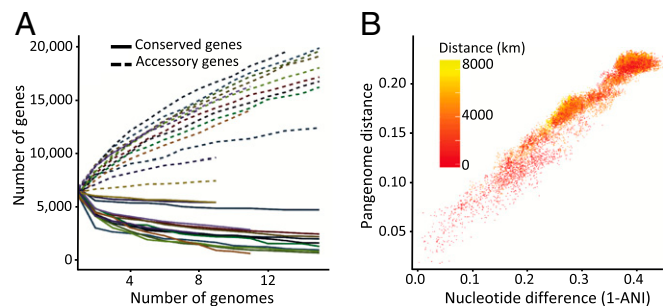 A
Conserved genes
Accessory genes
Number of genes
20,000
15,000
10,000
5,000
0
4
8
12
Number of genomes
B
Distance (km)
8000
4000
0
Pangenome distance
0.20
0.15
0.10
0.05
0.0
0.1
0.2
0.3
0.4
Nucleotide difference (1-ANI)